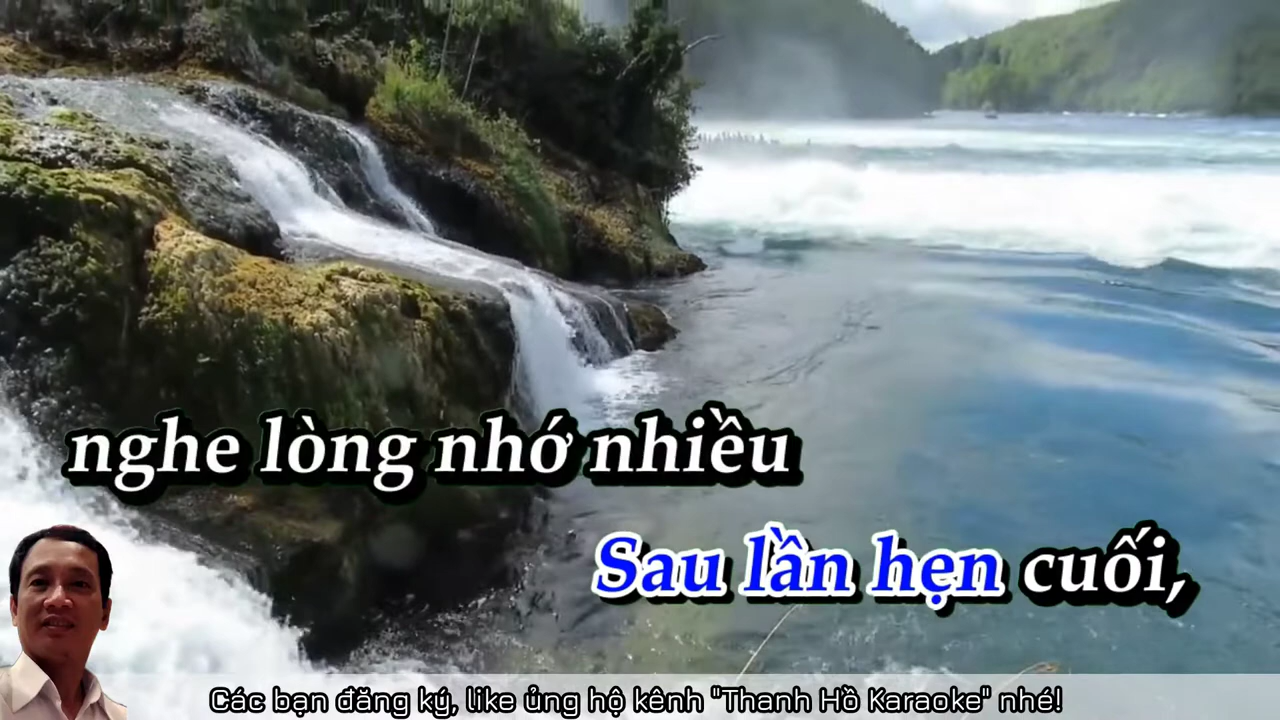 nghe lòng nhớ nhiều
Sau lần hẹn cuối,
Các bạn đăng ký, like ủng hộ kênh "Thanh Hồ Karaoke" nhé!